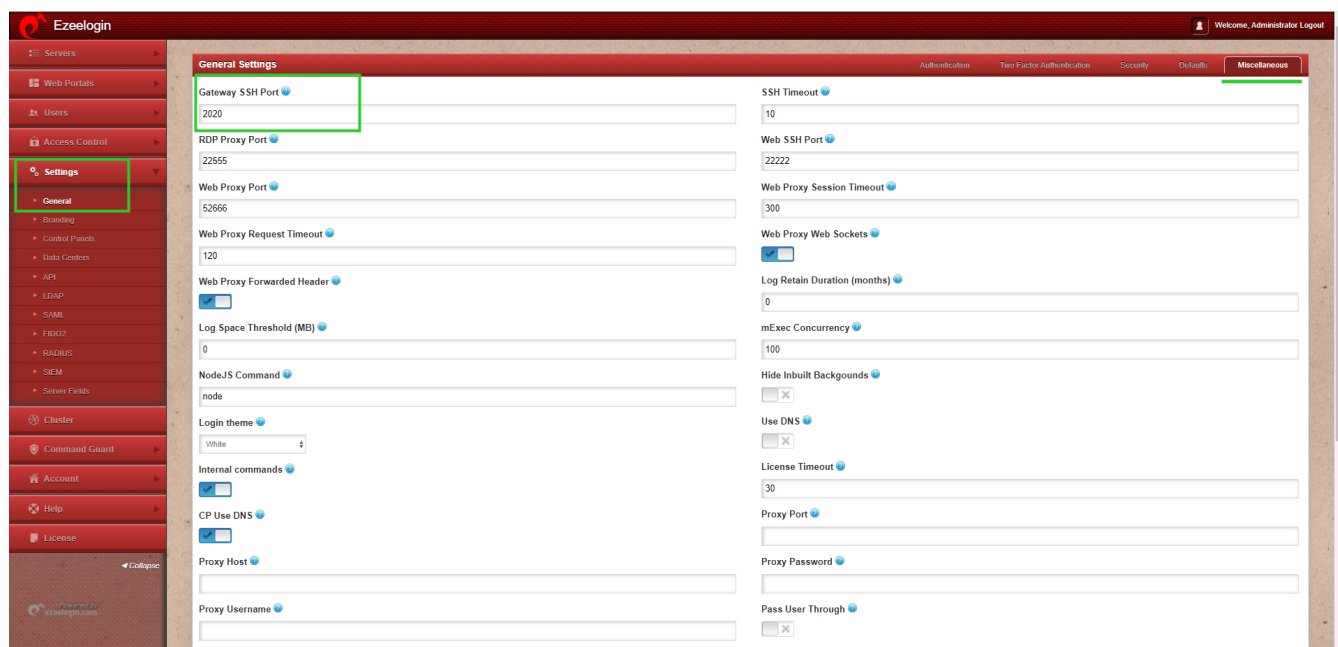 Ezeelogin
Welcome, Administrator Logout
Servers
Web Portals
Users
Access Control
Settings
General
Branding
Control Panels
Data Centers
API
LDAP
SAML
FIDO2
RADIUS
SIEM
Server Fields
Cluster
Command Guard
Account
Help
License
Collapse
Powered by
ezeelogin.com
General Settings
Authentication
Two Factor Authentication
Security
Defaults
Miscellaneous
Gateway SSH Port
2020
SSH Timeout
10
RDP Proxy Port
22555
Web SSH Port
22222
Web Proxy Port
52666
Web Proxy Session Timeout
300
Web Proxy Request Timeout
120
Web Proxy Web Sockets
Web Proxy Forwarded Header
Log Retain Duration (months)
0
Log Space Threshold (MB)
0
mExec Concurrency
100
NodeJS Command
node
Hide Inbuilt Backgounds
Login theme
White
Use DNS
Internal commands
License Timeout
30
CP Use DNS
Proxy Port
Proxy Host
Proxy Password
Proxy Username
Pass User Through